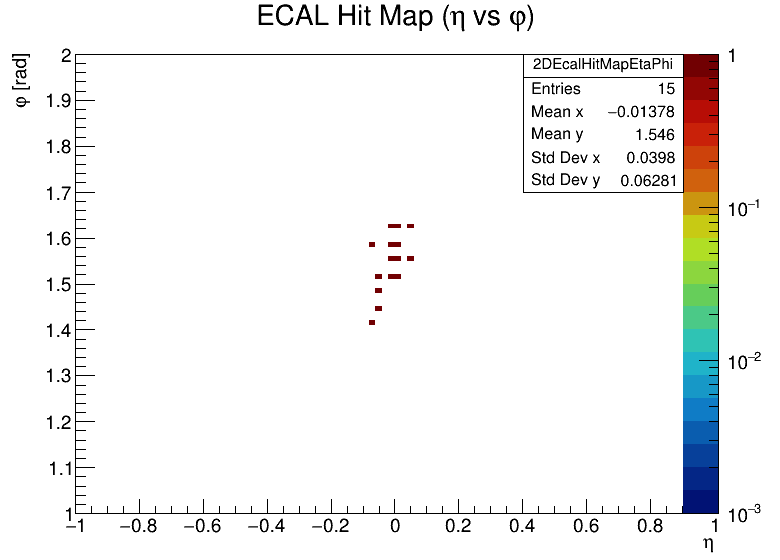 ECAL Hit Map (η vs φ)
φ [rad]
2DEcalHitMapEtaPhi
Entries 15
Mean x −0.01378
Mean y 1.546
Std Dev x 0.0398
Std Dev y 0.06281
2
1.9
1.8
1.7
1.6
1.5
1.4
1.3
1.2
1.1
1
−1 −0.8 −0.6 −0.4 −0.2 0 0.2 0.4 0.6 0.8 1
η
1
10⁻¹
10⁻²
10⁻³